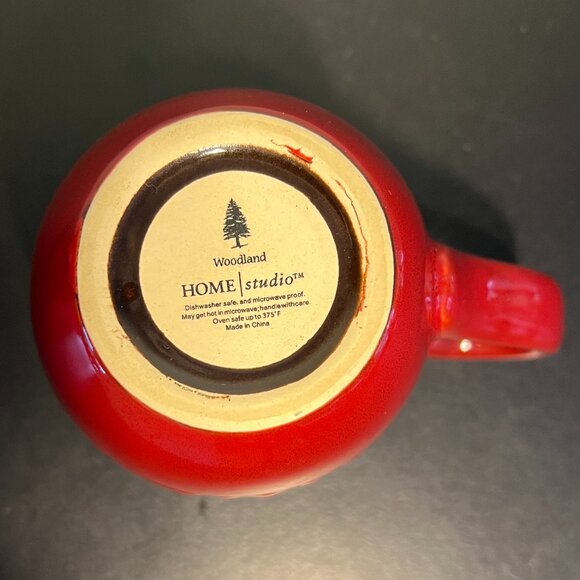 Woodland
HOME|studio™
Dishwasher safe, and microwave proof.
May get hot in microwave;handlewithcare.
Oven safe up to 375°F
Made in China